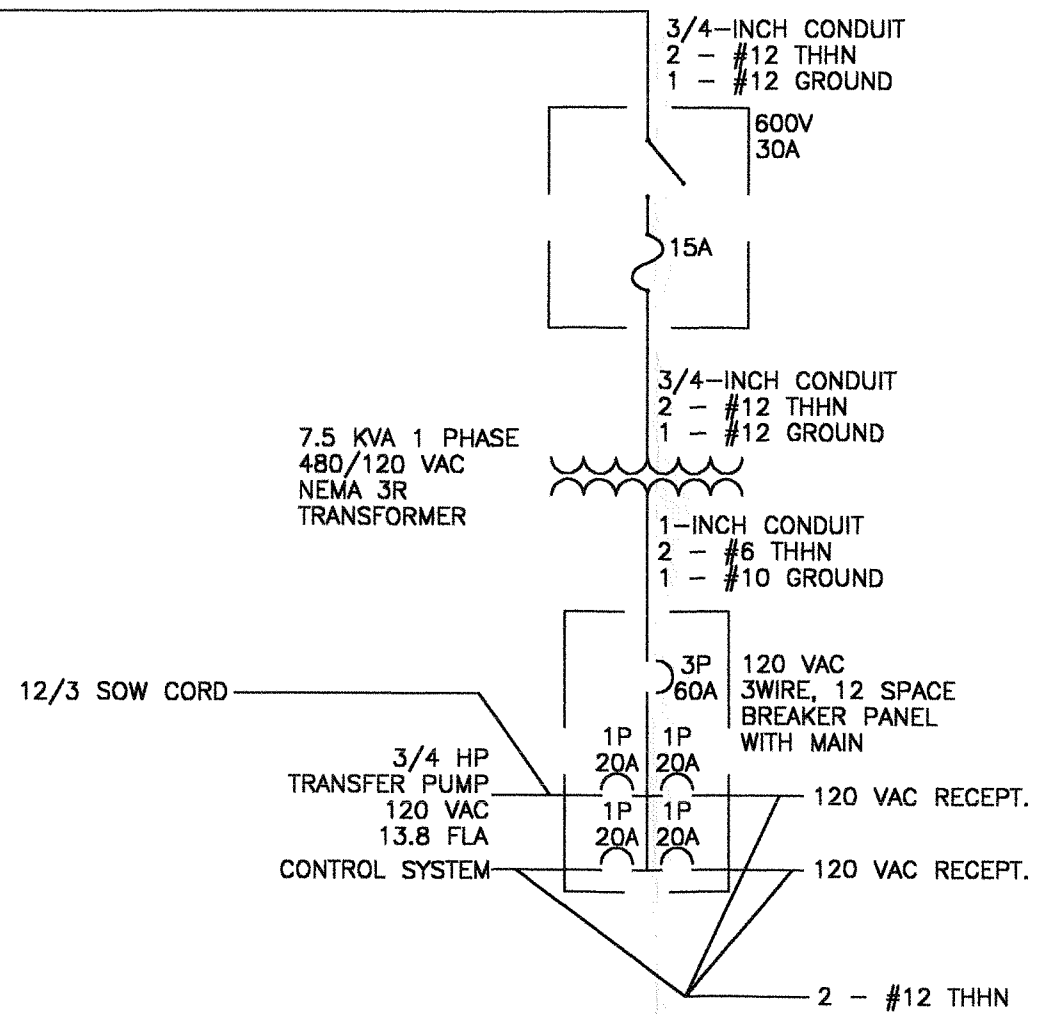 3/4-INCH CONDUIT
2 - #12 THHN
1 - #12 GROUND
600V
30A
15A
3/4-INCH CONDUIT
2 - #12 THHN
1 - #12 GROUND
7.5 KVA 1 PHASE
480/120 VAC
NEMA 3R
TRANSFORMER
1-INCH CONDUIT
2 - #6 THHN
1 - #10 GROUND
3P
60A
120 VAC
3WIRE, 12 SPACE
BREAKER PANEL
WITH MAIN
12/3 SOW CORD
1P
20A
1P
20A
3/4 HP
TRANSFER PUMP
120 VAC
13.8 FLA
120 VAC RECEPT.
1P
20A
1P
20A
CONTROL SYSTEM
120 VAC RECEPT.
2 - #12 THHN